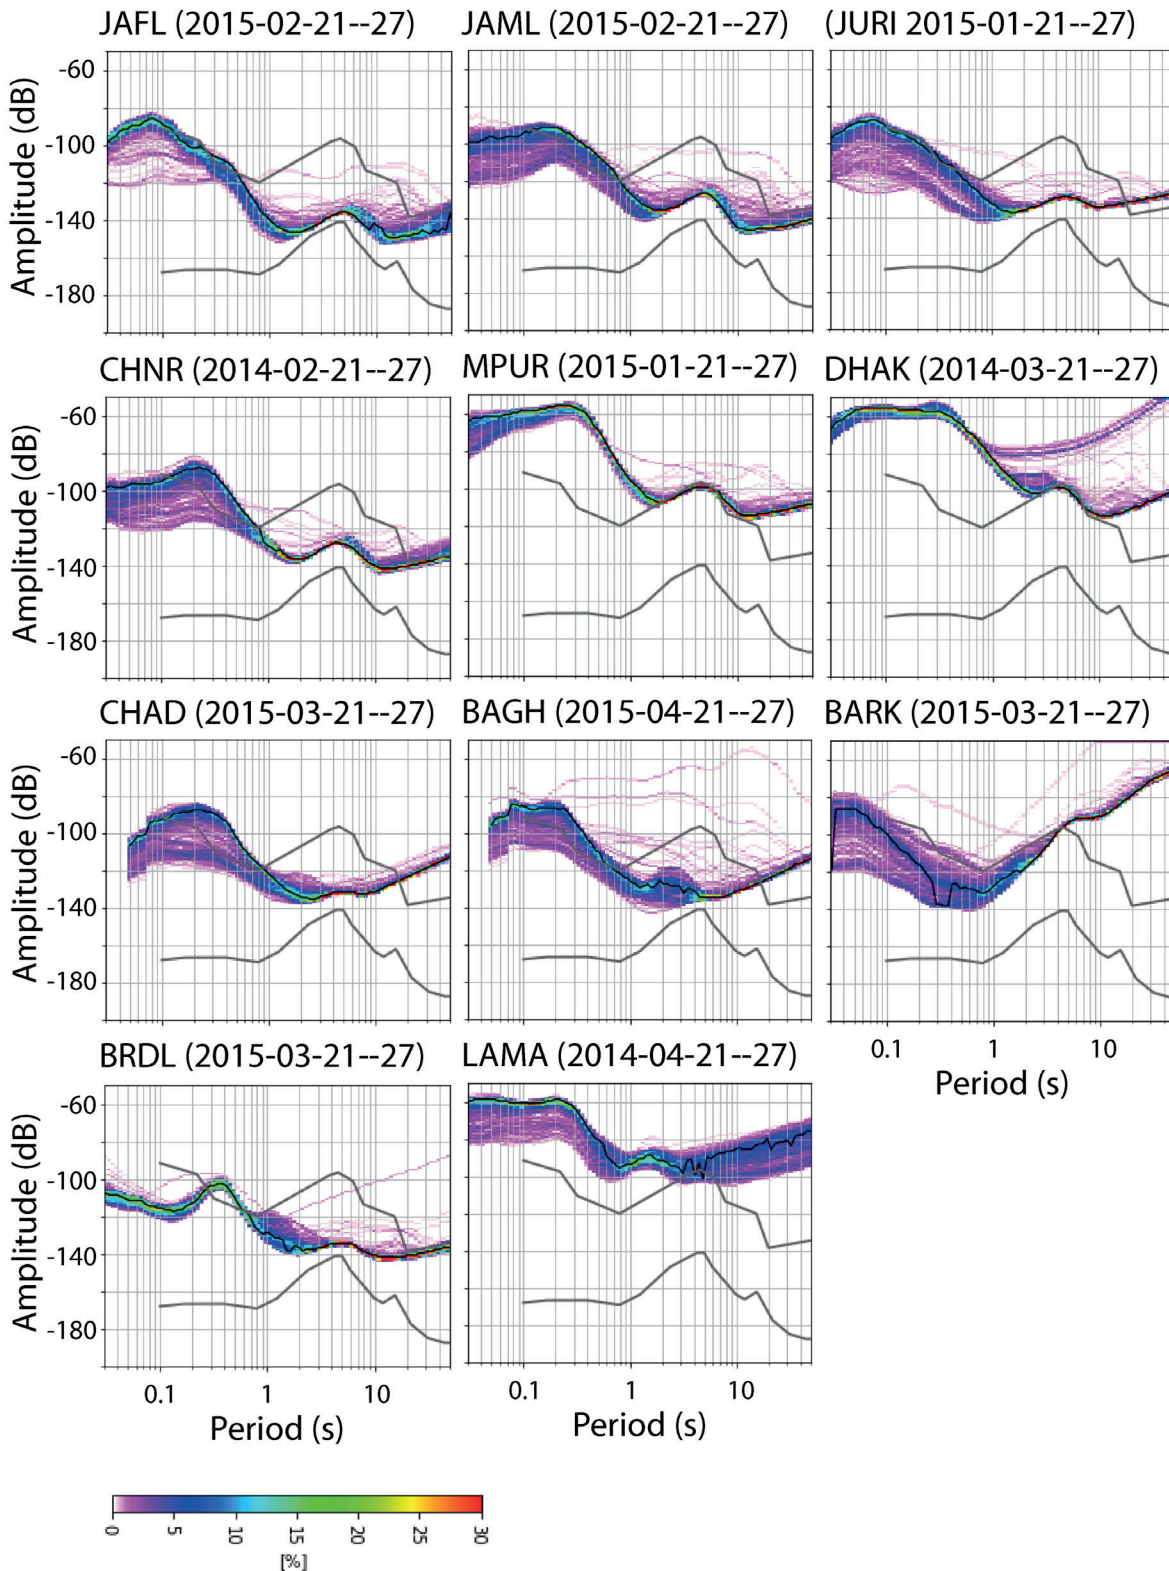 JAFL (2015-02-21--27)
JAML (2015-02-21--27)
(JURI 2015-01-21--27)
Amplitude (dB)
-60
-100
-140
-180
CHNR (2014-02-21--27)
MPUR (2015-01-21--27)
DHAK (2014-03-21--27)
Amplitude (dB)
-60
-100
-140
-180
CHAD (2015-03-21--27)
BAGH (2015-04-21--27)
BARK (2015-03-21--27)
Amplitude (dB)
-60
-100
-140
-180
0.1 1 10
Period (s)
BRDL (2015-03-21--27)
LAMA (2014-04-21--27)
Amplitude (dB)
-60
-100
-140
-180
0.1 1 10
0.1 1 10
Period (s)
Period (s)
0 5 10 15 20 25 30
[%]